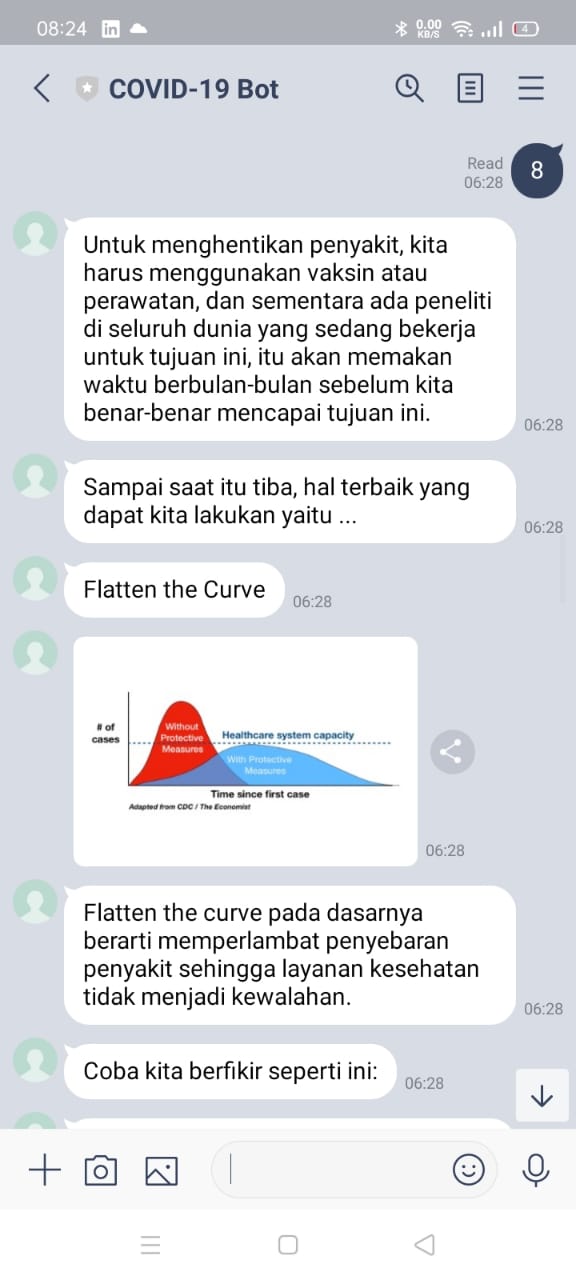 08:24
in
0.00
KB/S
4
COVID-19 Bot
Read
06:28
8
Untuk menghentikan penyakit, kita
harus menggunakan vaksin atau
perawatan, dan sementara ada peneliti
di seluruh dunia yang sedang bekerja
untuk tujuan ini, itu akan memakan
waktu berbulan-bulan sebelum kita
benar-benar mencapai tujuan ini.
06:28
Sampai saat itu tiba, hal terbaik yang
dapat kita lakukan yaitu ...
06:28
Flatten the Curve
06:28
# of
cases
Without
Protective
Measures
Healthcare system capacity
With Protective
Measures
Time since first case
Adapted from CDC / The Economist
06:28
Flatten the curve pada dasarnya
berarti memperlambat penyebaran
penyakit sehingga layanan kesehatan
tidak menjadi kewalahan.
06:28
Coba kita berfikir seperti ini:
06:28